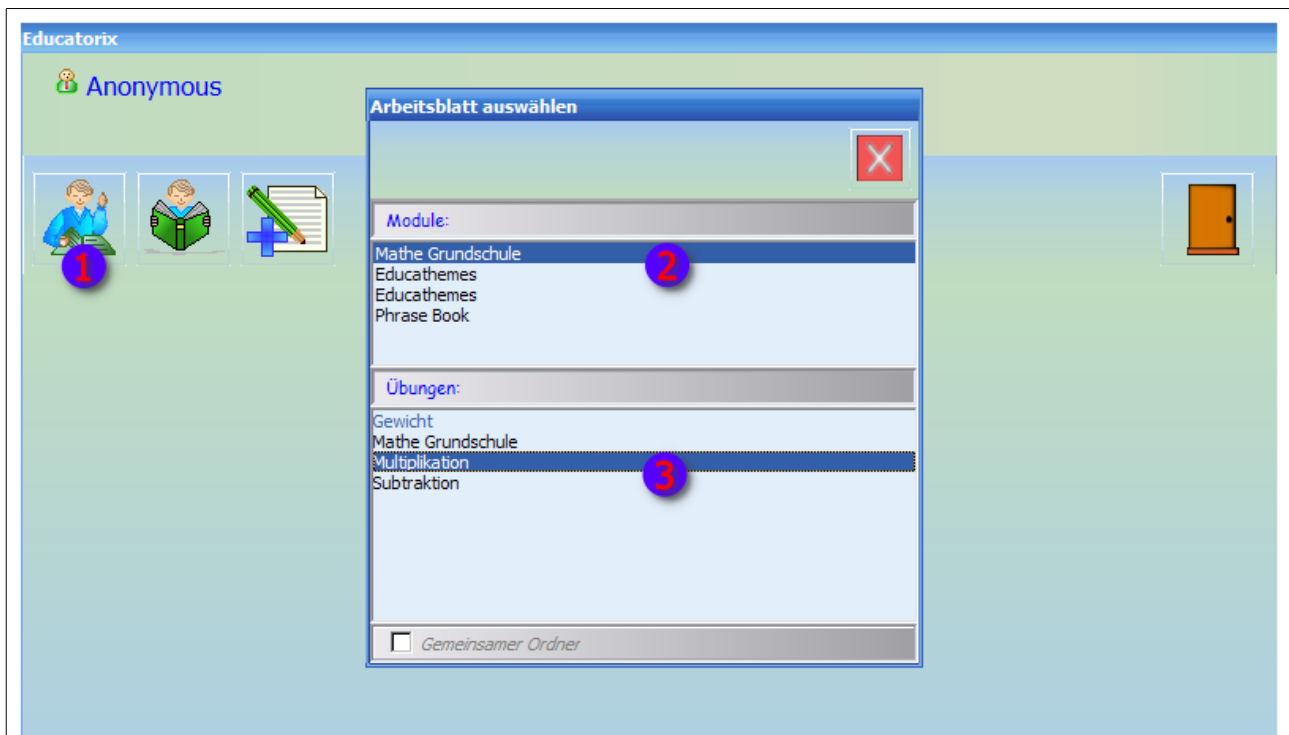 Educatorix
Anonymous
Arbeitsblatt auswählen
1
Module:
Mathe Grundschule
2
Educathemes
Educathemes
Phrase Book
Übungen:
Gewicht
Mathe Grundschule
Multiplikation
3
Subtraktion
Gemeinsamer Ordner